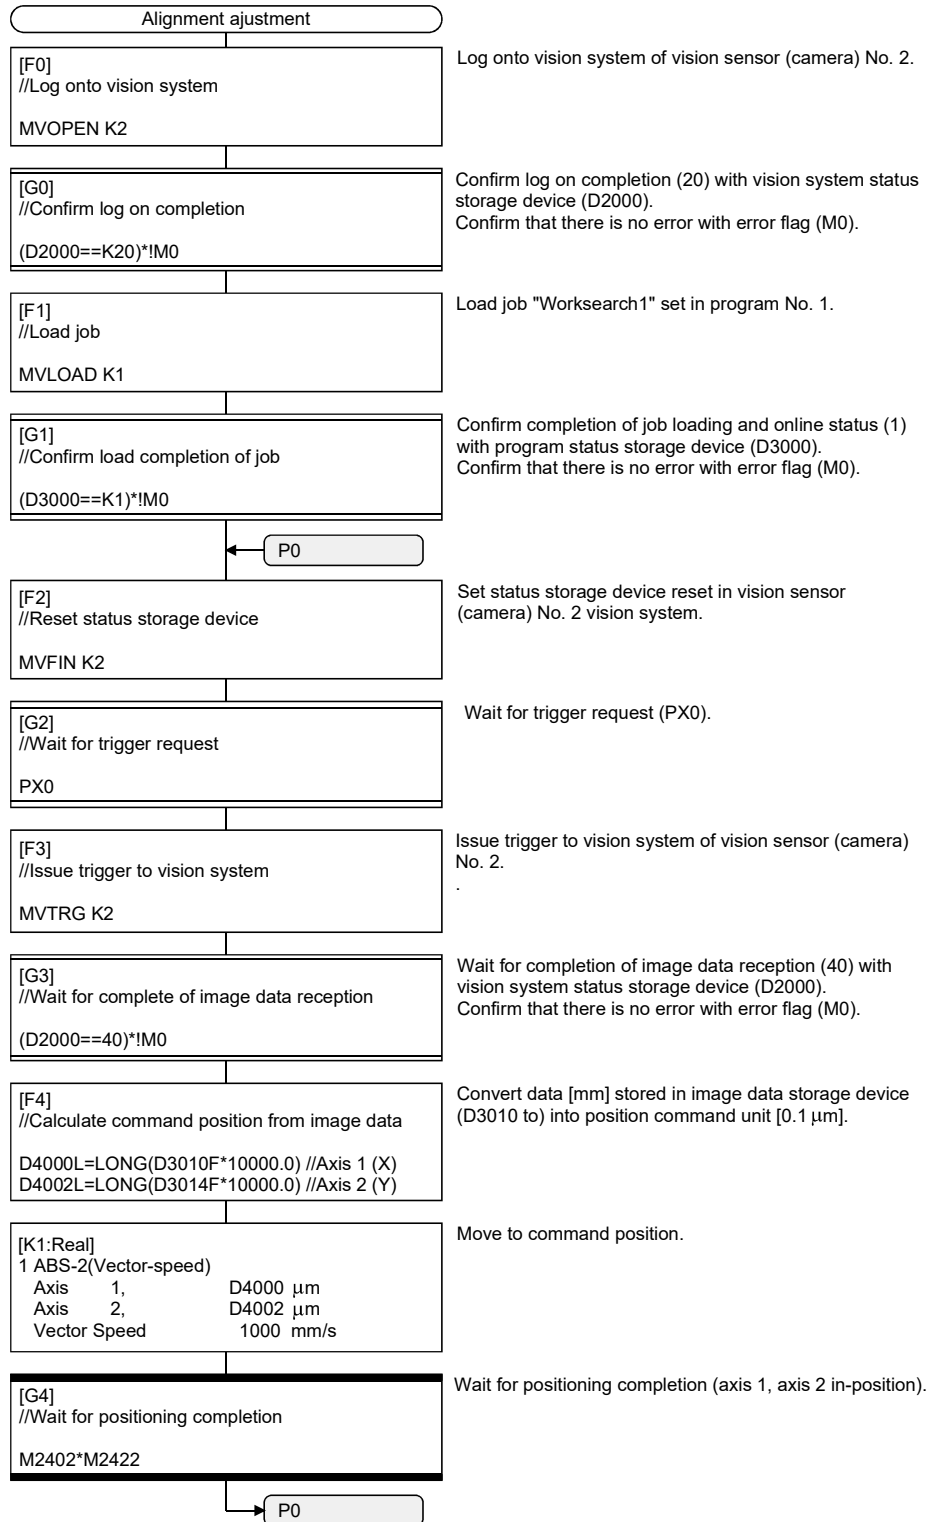 Alignment ajustment
[F0]
//Log onto vision system
MVOPEN K2
Log onto vision system of vision sensor (camera) No. 2.
[G0]
//Confirm log on completion
(D2000==K20)*!M0
Confirm log on completion (20) with vision system status
storage device (D2000).
Confirm that there is no error with error flag (M0).
[F1]
//Load job
MVLOAD K1
Load job "Worksearch1" set in program No. 1.
[G1]
//Confirm load completion of job
(D3000==K1)*!M0
Confirm completion of job loading and online status (1)
with program status storage device (D3000).
Confirm that there is no error with error flag (M0).
P0
[F2]
//Reset status storage device
MVFIN K2
Set status storage device reset in vision sensor
(camera) No. 2 vision system.
[G2]
//Wait for trigger request
PX0
Wait for trigger request (PX0).
[F3]
//Issue trigger to vision system
MVTRG K2
Issue trigger to vision system of vision sensor (camera)
No. 2.
.
[G3]
//Wait for complete of image data reception
(D2000==40)*!M0
Wait for completion of image data reception (40) with
vision system status storage device (D2000).
Confirm that there is no error with error flag (M0).
[F4]
//Calculate command position from image data
D4000L=LONG(D3010F*10000.0) //Axis 1 (X)
D4002L=LONG(D3014F*10000.0) //Axis 2 (Y)
Convert data [mm] stored in image data storage device
(D3010 to) into position command unit [0.1 μm].
[K1:Real]
1 ABS-2(Vector-speed)
Axis 1, D4000 μm
Axis 2, D4002 μm
Vector Speed 1000 mm/s
Move to command position.
[G4]
//Wait for positioning completion
M2402*M2422
Wait for positioning completion (axis 1, axis 2 in-position).
P0